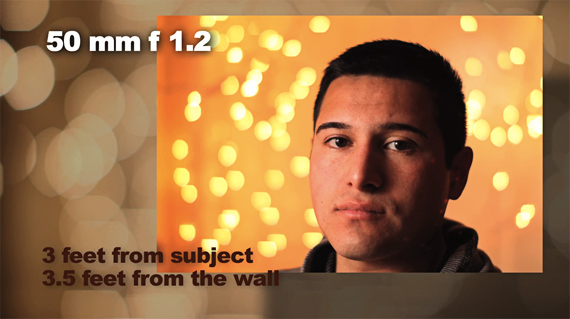 50 mm f 1.2
3 feet from subject
3.5 feet from the wall